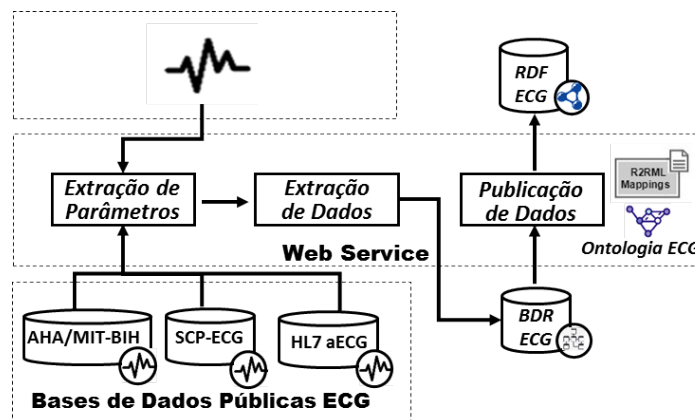 RDF
ECG
R2RML
Mappings
Extração de
Parâmetros
Extração
de Dados
Publicação
de Dados
Ontologia ECG
Web Service
AHA/MIT-BIH
SCP-ECG
HL7 aECG
BDR
ECG
Bases de Dados Públicas ECG